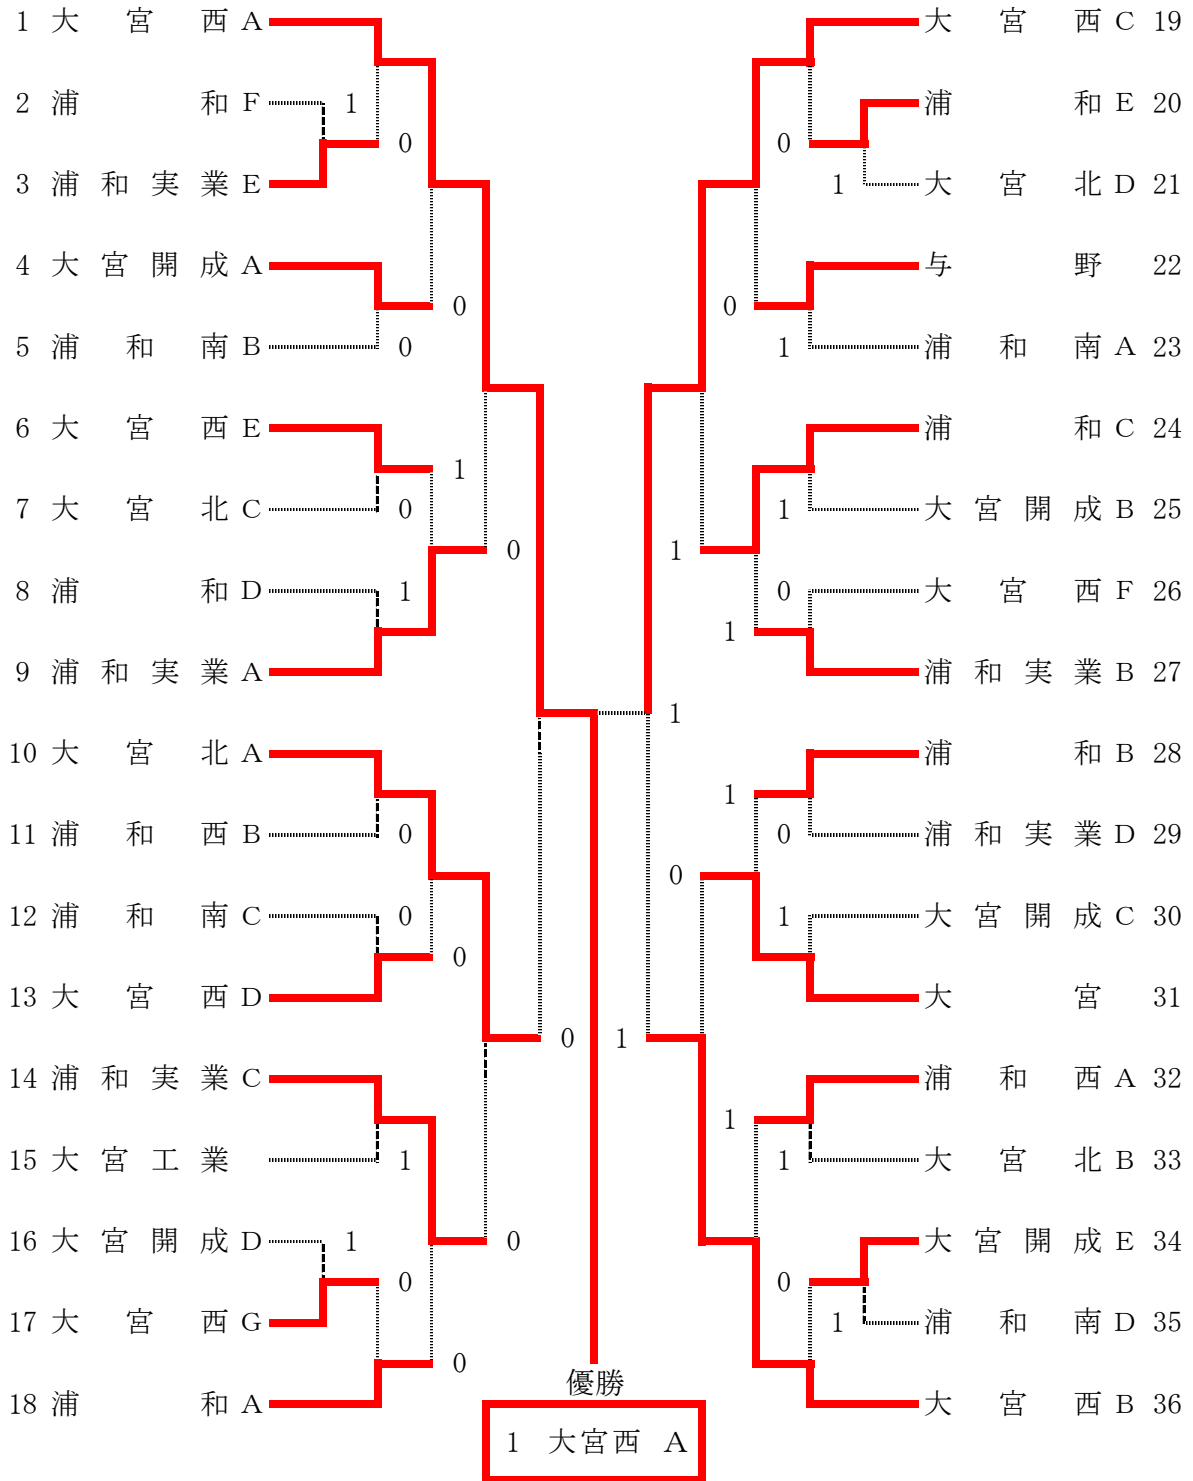 1 大宮西 A 大宮西 C 19
2 浦和 F 1 浦和 E 20
0 0
3 浦和実業 E 1 大宮北 D 21
4 大宮開成 A 与野 22
0 0
5 浦和南 B 0 1 浦和南 A 23
6 大宮西 E 浦和 C 24
1
7 大宮北 C 0 1 大宮開成 B 25
0 1
8 浦和 D 1 0 大宮西 F 26
1
9 浦和実業 A 浦和実業 B 27
1
10 大宮北 A 浦和 B 28
1
11 浦和西 B 0 0 浦和実業 D 29
0
12 浦和南 C 0 1 大宮開成 C 30
0
13 大宮西 D 大宮 31
0 1
14 浦和実業 C 浦和西 A 32
1
15 大宮工業 1 1 大宮北 B 33
16 大宮開成 D 1 0 大宮開成 E 34
0 0
17 大宮西 G 1 浦和南 D 35
0
優勝
18 浦和 A 大宮西 B 36
1 大宮西 A